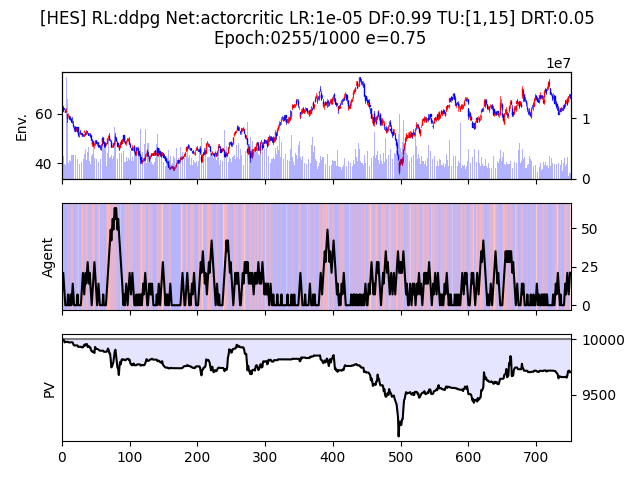 [HES] RL:ddpg Net:actorcritic LR:1e-05 DF:0.99 TU:[1,15] DRT:0.05
Epoch:0255/1000 e=0.75
1e7
Env.
60
40
1
0
Agent
50
25
0
PV
10000
9500
0 100 200 300 400 500 600 700